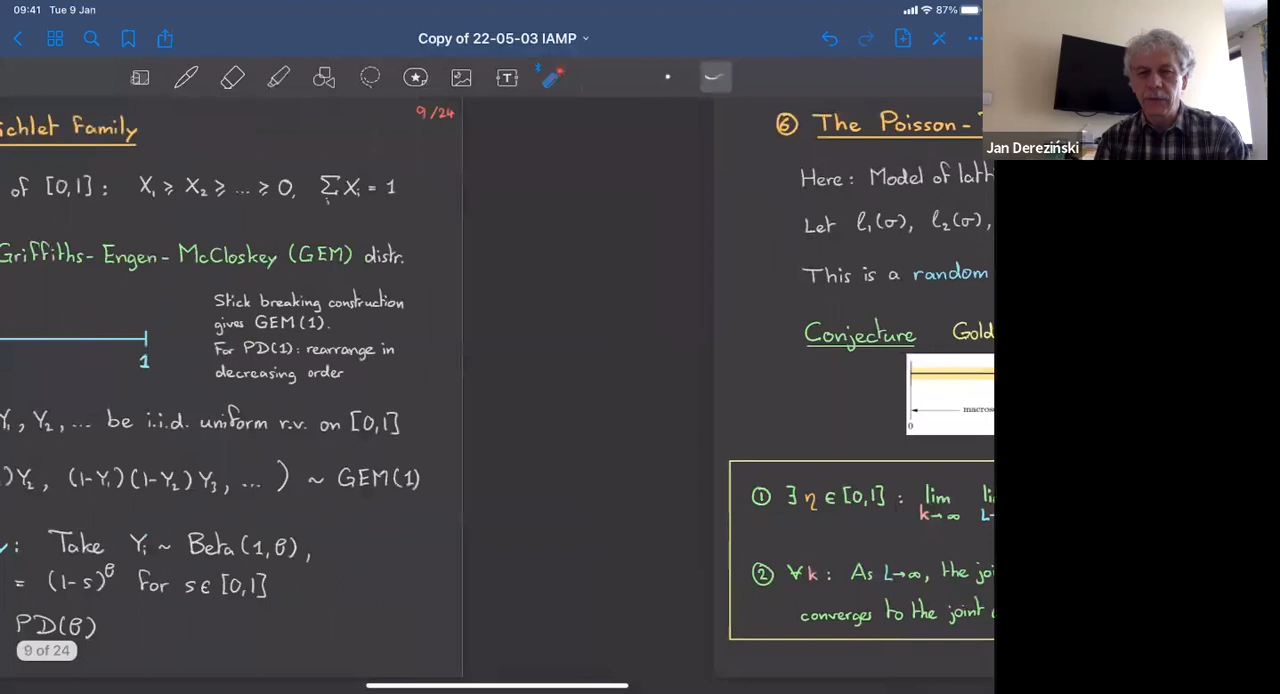 09:41 Tue 9 Jan
87%
Copy of 22-05-03 IAMP
T
Jan Dereziński
ichlet Family
9/24
of [0,1] : X₁ ⩾ X₂ ⩾ ... ⩾ 0, ∑ᵢ Xᵢ = 1
Griffiths-Engen-McCloskey (GEM) distr.
Stick breaking construction
gives GEM(1).
For PD(1): rearrange in
decreasing order
1
Y₁, Y₂, ... be i.i.d. uniform r.v. on [0,1]
)Y₂, (1-Y₁)(1-Y₂)Y₃, ... ) ~ GEM(1)
: Take Yᵢ ~ Beta(1,θ),
= (1-s)^θ for s ∈ [0,1]
PD(θ)
9 of 24
⑥ The Poisson-
Here: Model of latt
Let l₁(σ), l₂(σ),
This is a random
Conjecture Gold
macros
0
① ∃ η ∈ [0,1] : lim k→∞ li L→
② ∀k : As L→∞, the joi
converges to the joint